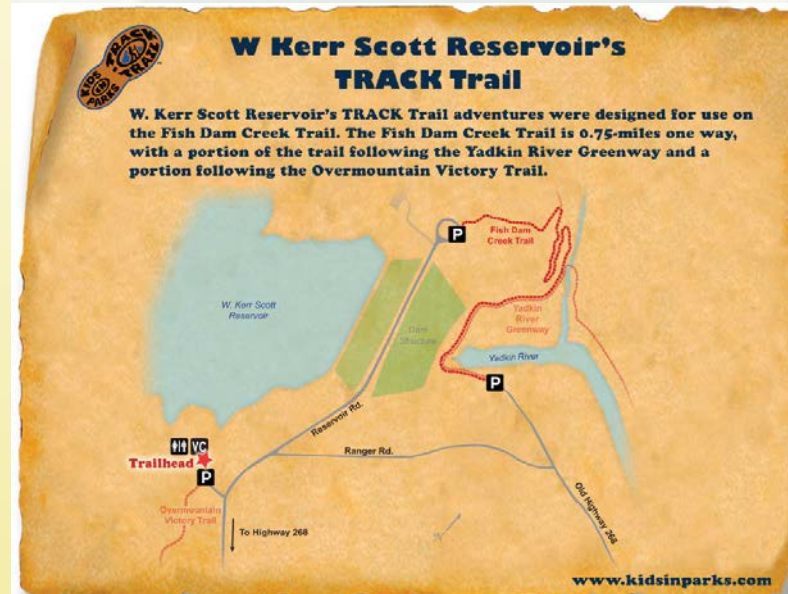 KIDS IN PARKS
TRACK TRAIL
W Kerr Scott Reservoir's
TRACK Trail
W. Kerr Scott Reservoir's TRACK Trail adventures were designed for use on
the Fish Dam Creek Trail. The Fish Dam Creek Trail is 0.75-miles one way,
with a portion of the trail following the Yadkin River Greenway and a
portion following the Overmountain Victory Trail.
P
Fish Dam
Creek Trail
W. Kerr Scott
Reservoir
Dam
Structure
Yadkin
River
Greenway
Yadkin River
P
Reservoir Rd.
Ranger Rd.
VC
Trailhead
P
Overmountain
Victory Trail
To Highway 268
Old Highway 268
N
www.kidsinparks.com